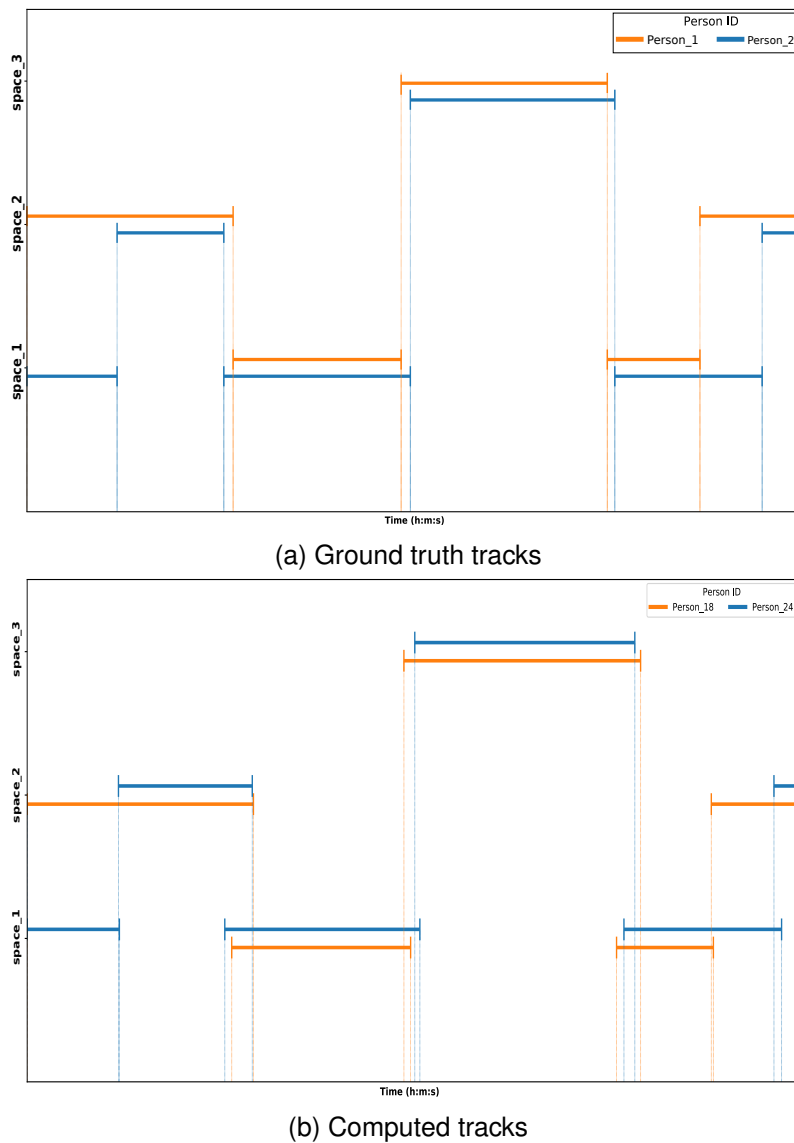 Person ID
Person_1 Person_2
space_3
space_2
space_1
Time (h:m:s)
(a) Ground truth tracks
Person ID
Person_18 Person_24
space_3
space_2
space_1
Time (h:m:s)
(b) Computed tracks